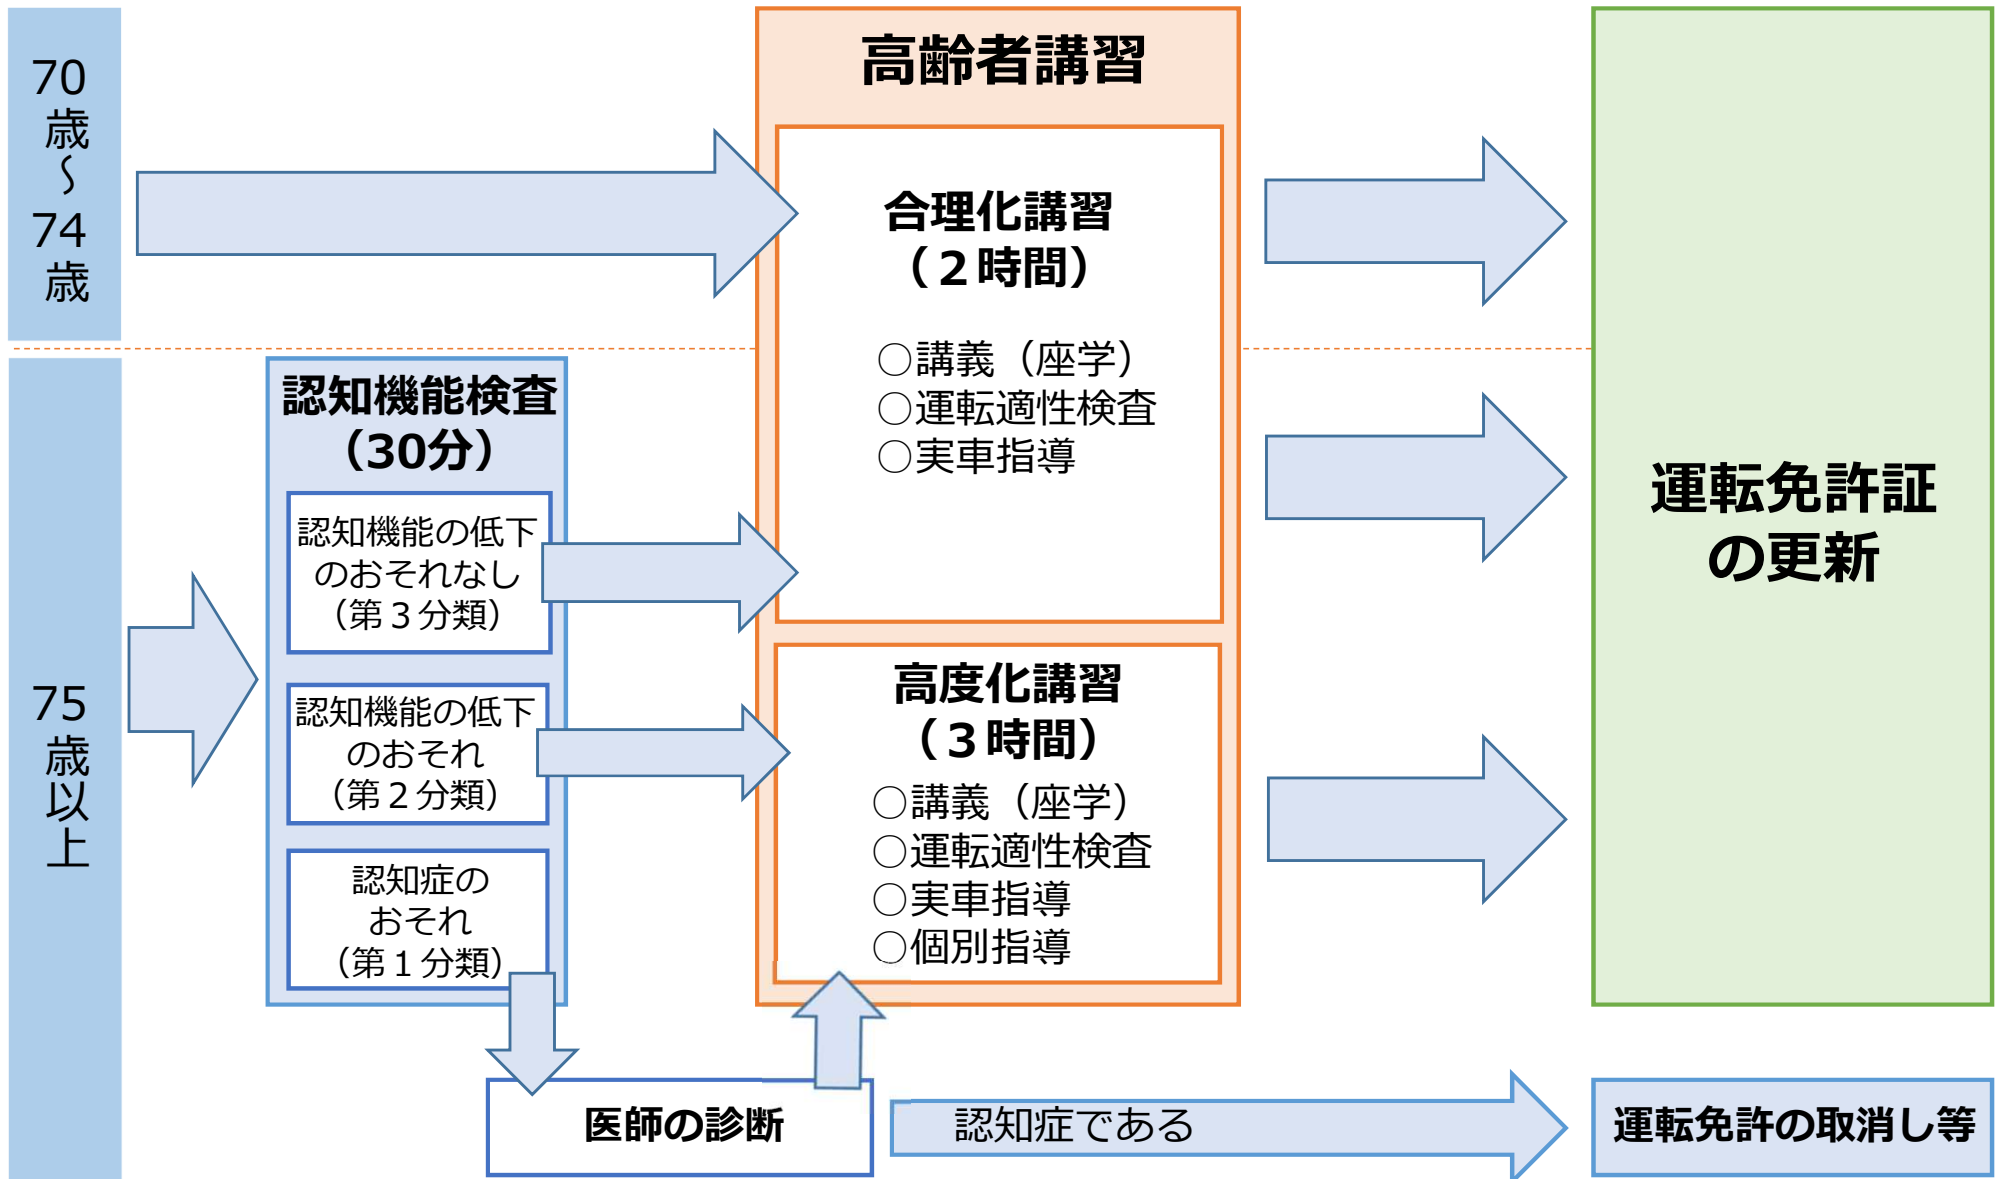 70歳～74歳
高齢者講習
合理化講習
（２時間）
○講義（座学）
○運転適性検査
○実車指導
75歳以上
認知機能検査
（30分）
認知機能の低下
のおそれなし
（第３分類）
認知機能の低下
のおそれ
（第２分類）
認知症の
おそれ
（第１分類）
高度化講習
（３時間）
○講義（座学）
○運転適性検査
○実車指導
○個別指導
運転免許証
の更新
医師の診断
認知症である
運転免許の取消し等